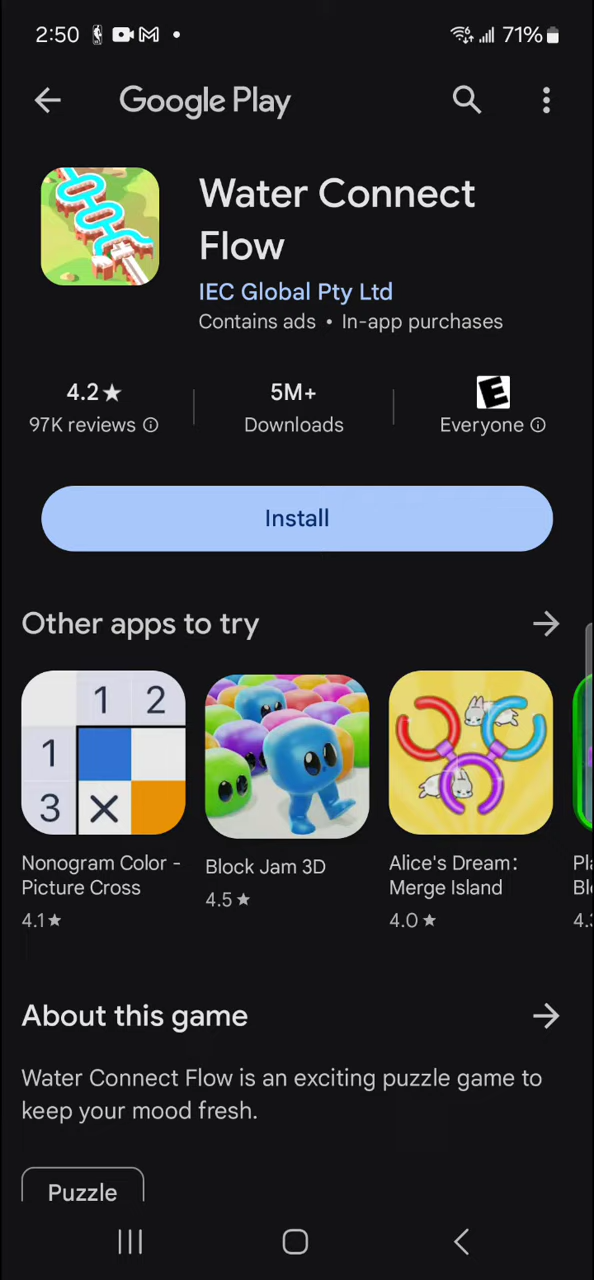 2:50
71%
Google Play
Water Connect
Flow
IEC Global Pty Ltd
Contains ads • In-app purchases
4.2★
5M+
E
97K reviews
Downloads
Everyone
Install
Other apps to try
1 2
1
3 X
Nonogram Color -
Picture Cross
4.1★
Block Jam 3D
4.5★
Alice's Dream:
Merge Island
4.0★
Pl
Bl
4.
About this game
Water Connect Flow is an exciting puzzle game to
keep your mood fresh.
Puzzle